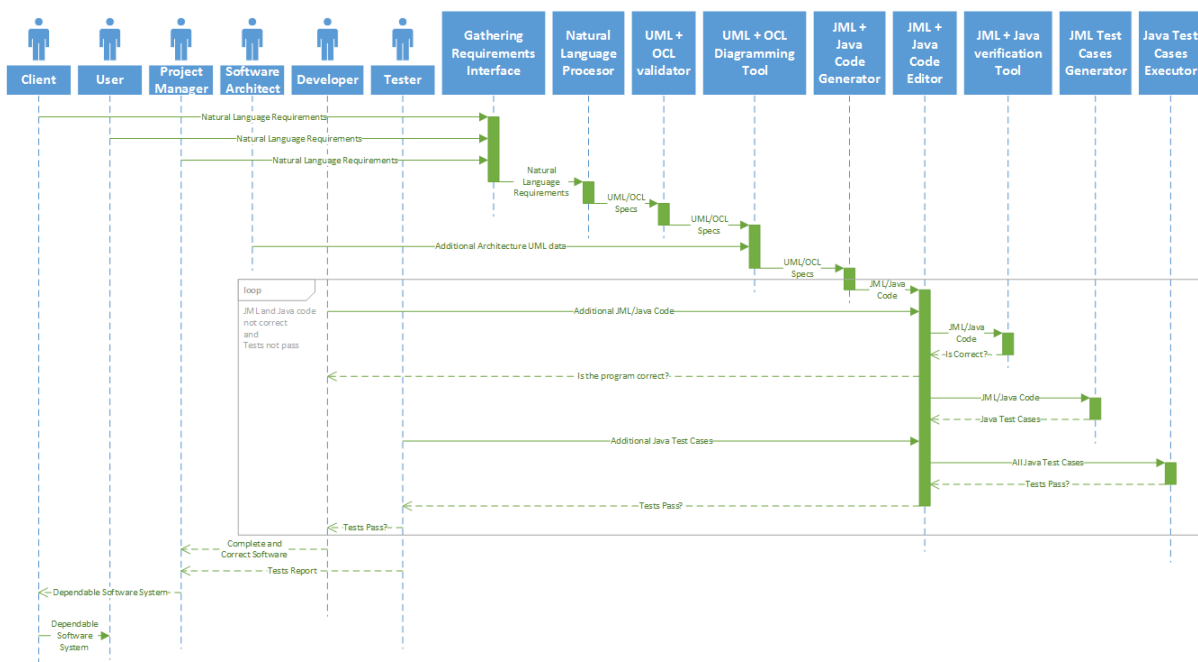 Client
User
Project
Manager
Software
Architect
Developer
Tester
Gathering
Requirements
Interface
Natural
Language
Procesor
UML +
OCL
validator
UML + OCL
Diagramming
Tool
JML +
Java
Code
Generator
JML +
Java
Code
Editor
JML + Java
verification
Tool
JML Test
Cases
Generator
Java Test
Cases
Executor
Natural Language Requirements
Natural Language Requirements
Natural Language Requirements
Natural
Language
Requirements
UML/OCL
Specs
UML/OCL
Specs
Additional Architecture UML data
UML/OCL
Specs
loop
JML/Java
Code
JML and Java code
not correct
and
Tests not pass
Additional JML/Java Code
JML/Java
Code
Is Correct?
Is the program correct?
JML/Java Code
Java Test Cases
Additional Java Test Cases
All Java Test Cases
Tests Pass?
Tests Pass?
Tests Pass?
Complete and
Correct Software
Tests Report
Dependable Software System
Dependable
Software
System